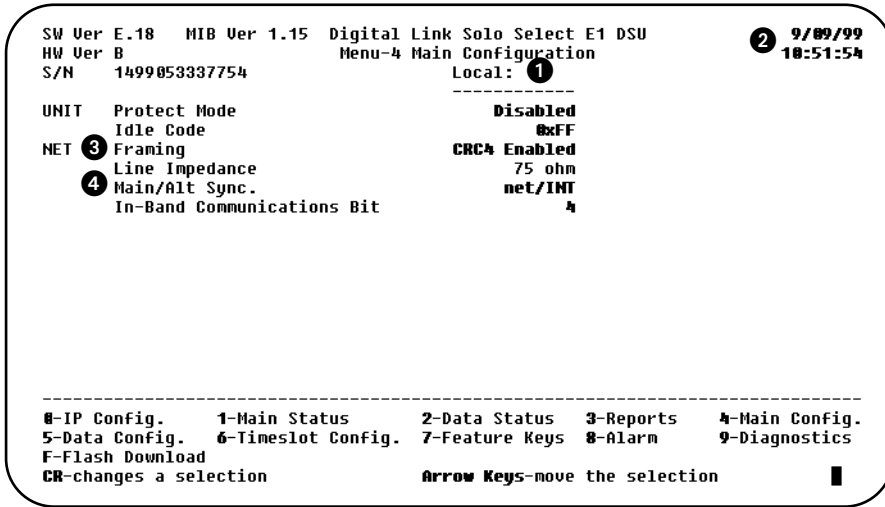 SW Ver E.18 MIB Ver 1.15 Digital Link Solo Select E1 DSU 2 9/09/99
HW Ver B Menu-4 Main Configuration 10:51:54
S/N 1499053337754 Local: 1
------------
UNIT Protect Mode Disabled
Idle Code 0xFF
NET 3 Framing CRC4 Enabled
Line Impedance 75 ohm
4 Main/Alt Sync. net/INT
In-Band Communications Bit 4
--------------------------------------------------------------------------------
0-IP Config. 1-Main Status 2-Data Status 3-Reports 4-Main Config.
5-Data Config. 6-Timeslot Config. 7-Feature Keys 8-Alarm 9-Diagnostics
F-Flash Download
CR-changes a selection Arrow Keys-move the selection